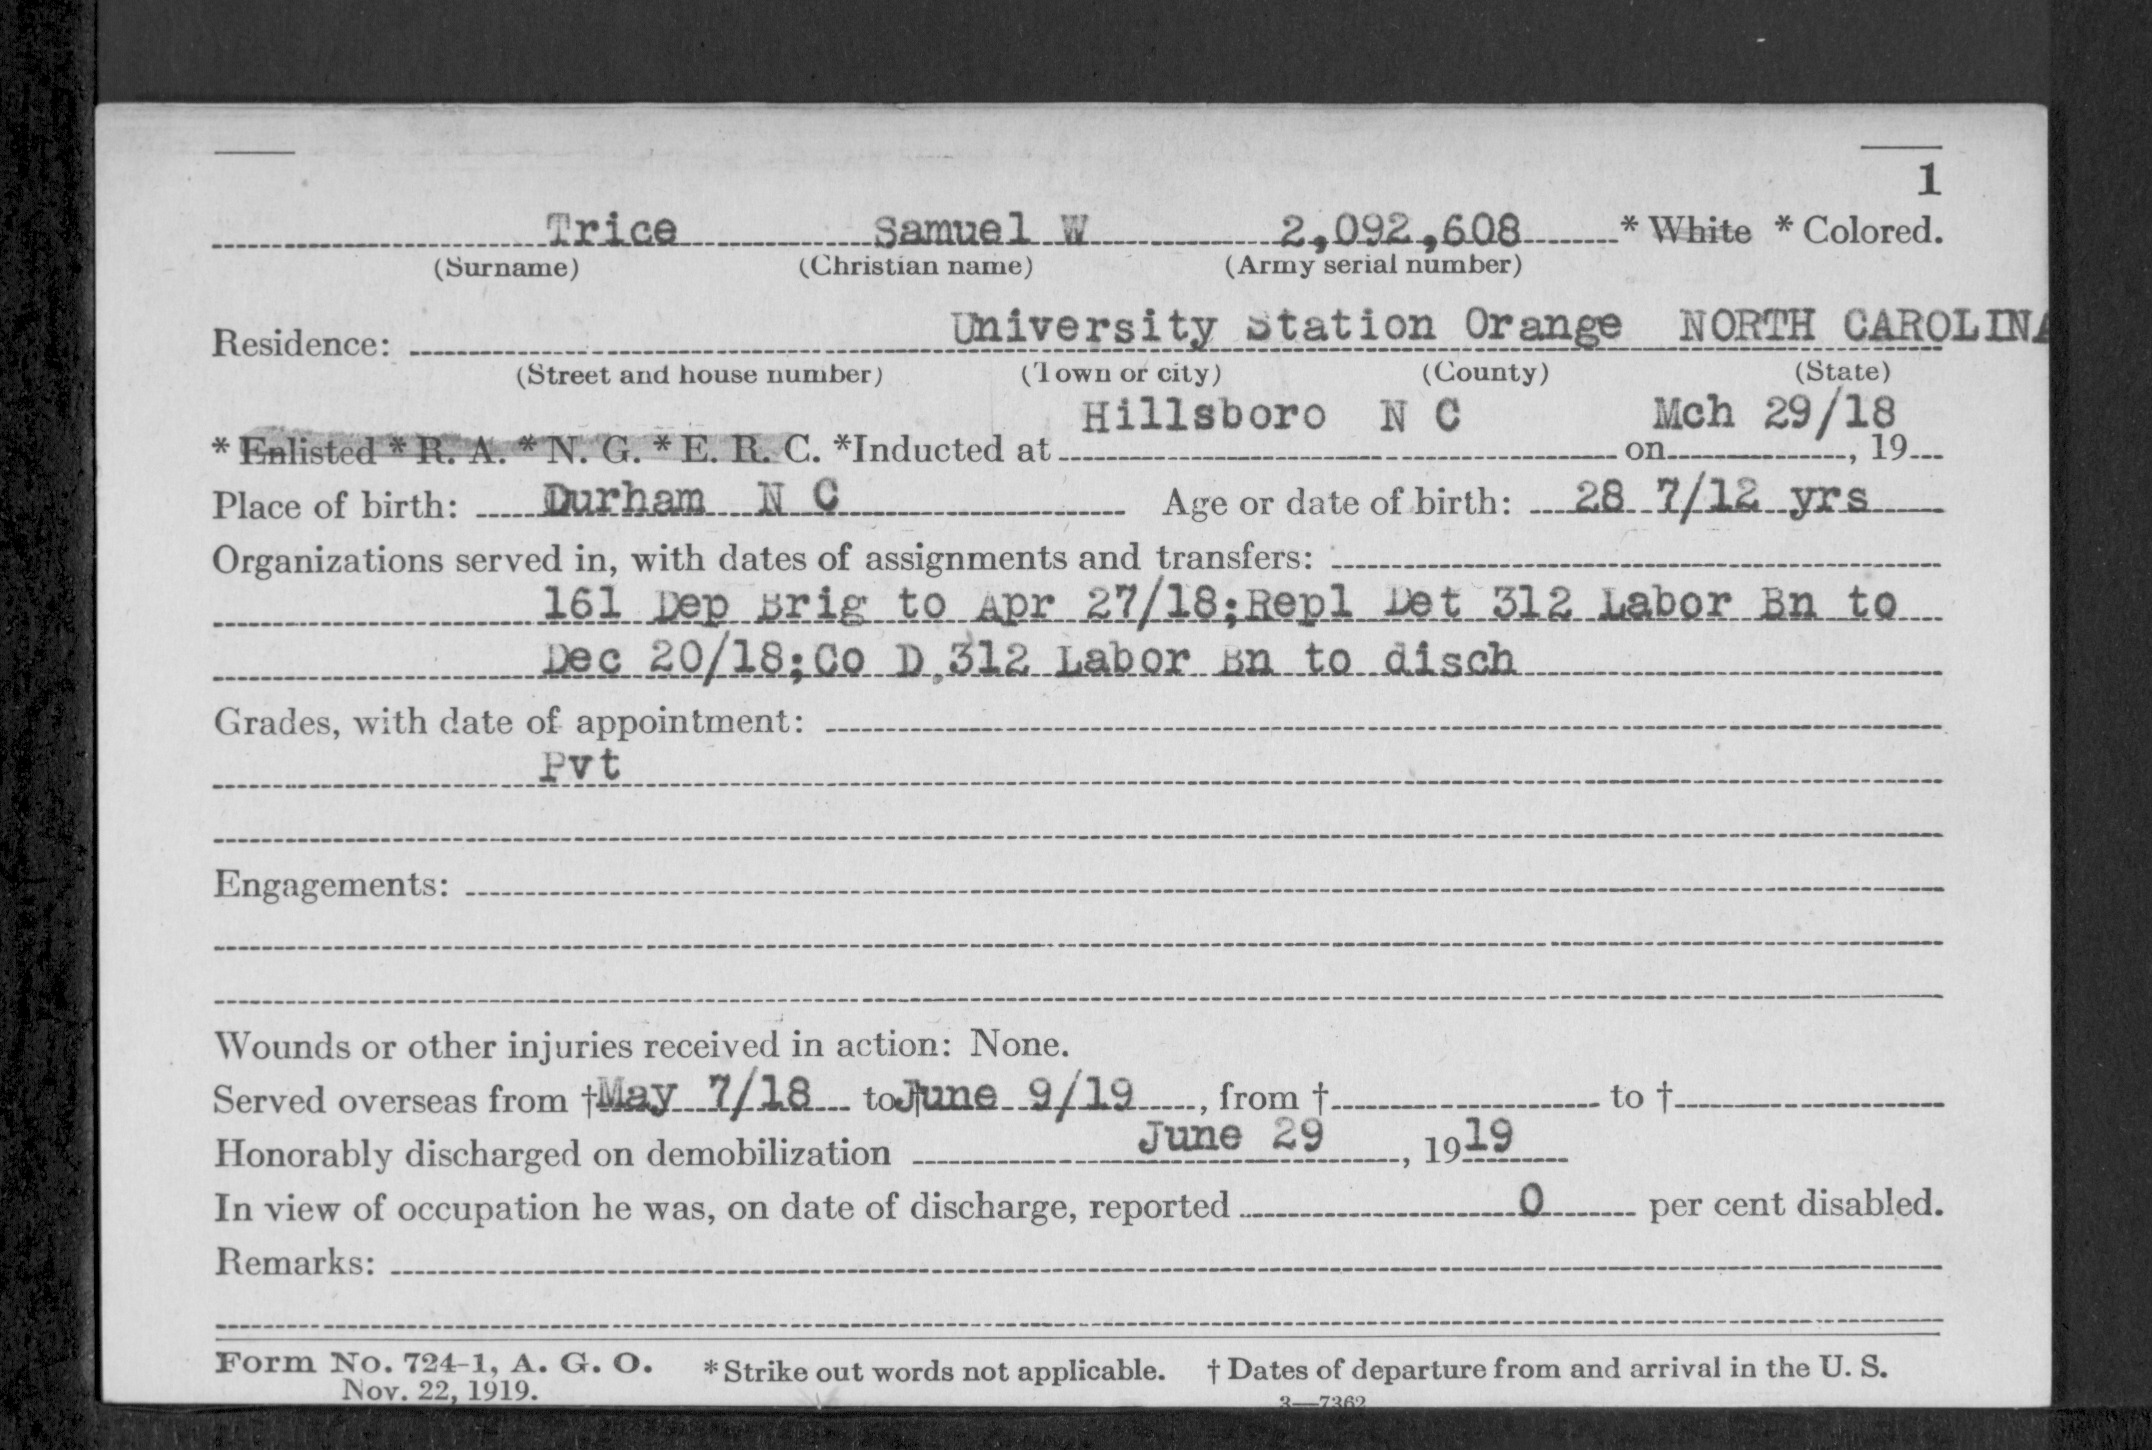 1
Trice Samuel W 2,092,608 * White * Colored.
(Surname) (Christian name) (Army serial number)
University Station Orange NORTH CAROLINA
Residence:
(Street and house number) (Town or city) (County) (State)
Hillsboro N C Mch 29/18
* Enlisted * R. A. * N. G. * E. R. C. *Inducted at on , 19
Place of birth: Durham N C Age or date of birth: 28 7/12 yrs
Organizations served in, with dates of assignments and transfers:
161 Dep Brig to Apr 27/18;Repl Det 312 Labor Bn to
Dec 20/18;Co D 312 Labor Bn to disch
Grades, with date of appointment:
Pvt
Engagements:
Wounds or other injuries received in action: None.
Served overseas from †May 7/18 to†June 9/19, from † to †
Honorably discharged on demobilization June 29, 1919
In view of occupation he was, on date of discharge, reported 0 per cent disabled.
Remarks:
Form No. 724-1, A. G. O. * Strike out words not applicable. † Dates of departure from and arrival in the U. S.
Nov. 22, 1919. 3—7362